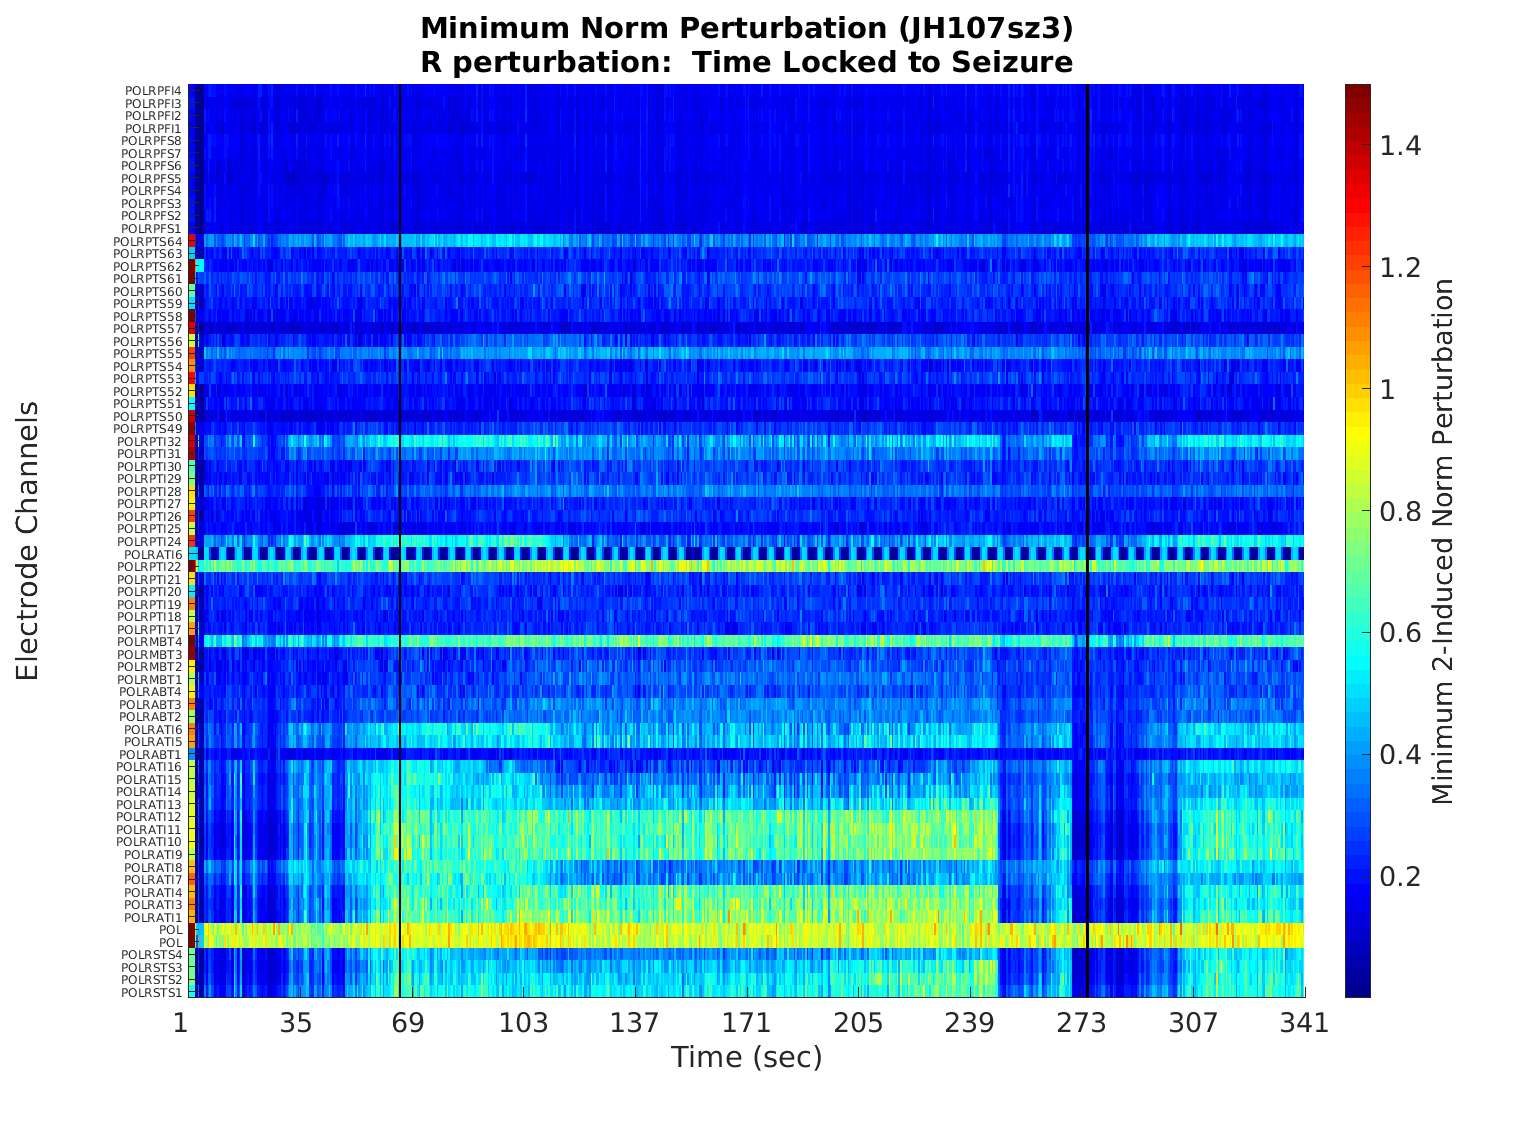 Minimum Norm Perturbation (JH107sz3)
R perturbation:  Time Locked to Seizure
Electrode Channels
POLRPFI4
POLRPFI3
POLRPFI2
POLRPFI1
POLRPFS8
POLRPFS7
POLRPFS6
POLRPFS5
POLRPFS4
POLRPFS3
POLRPFS2
POLRPFS1
POLRPTS64
POLRPTS63
POLRPTS62
POLRPTS61
POLRPTS60
POLRPTS59
POLRPTS58
POLRPTS57
POLRPTS56
POLRPTS55
POLRPTS54
POLRPTS53
POLRPTS52
POLRPTS51
POLRPTS50
POLRPTS49
POLRPTI32
POLRPTI31
POLRPTI30
POLRPTI29
POLRPTI28
POLRPTI27
POLRPTI26
POLRPTI25
POLRPTI24
POLRATI6
POLRPTI22
POLRPTI21
POLRPTI20
POLRPTI19
POLRPTI18
POLRPTI17
POLRMBT4
POLRMBT3
POLRMBT2
POLRMBT1
POLRABT4
POLRABT3
POLRABT2
POLRATI6
POLRATI5
POLRABT1
POLRATI16
POLRATI15
POLRATI14
POLRATI13
POLRATI12
POLRATI11
POLRATI10
POLRATI9
POLRATI8
POLRATI7
POLRATI4
POLRATI3
POLRATI1
POL
POL
POLRSTS4
POLRSTS3
POLRSTS2
POLRSTS1
1 35 69 103 137 171 205 239 273 307 341
Time (sec)
1.4
1.2
1
0.8
0.6
0.4
0.2
Minimum 2-Induced Norm Perturbation